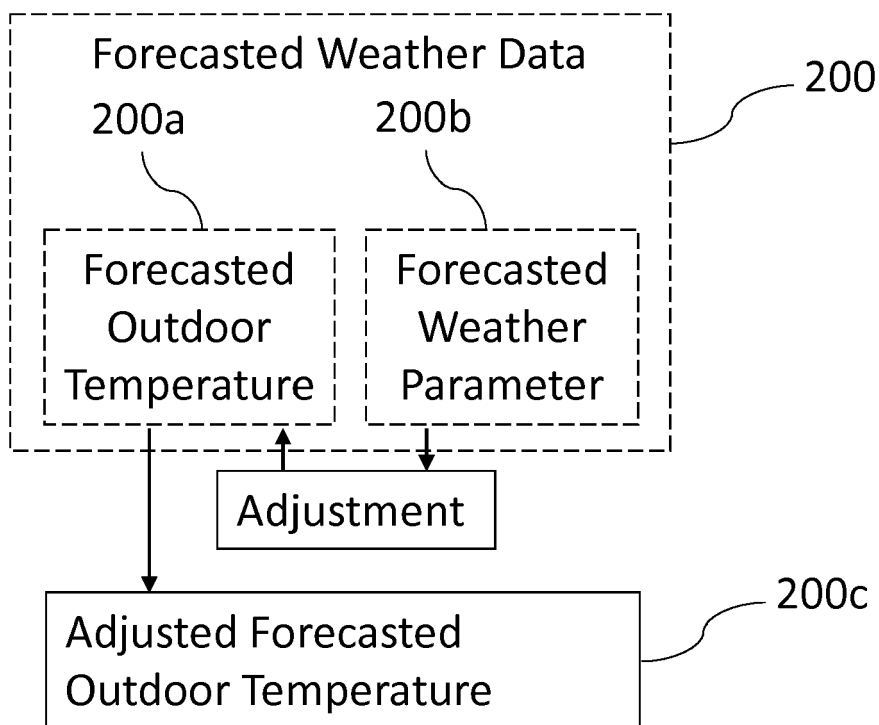 Forecasted Weather Data
200
200a
200b
Forecasted
Outdoor
Temperature
Forecasted
Weather
Parameter
Adjustment
200c
Adjusted Forecasted
Outdoor Temperature